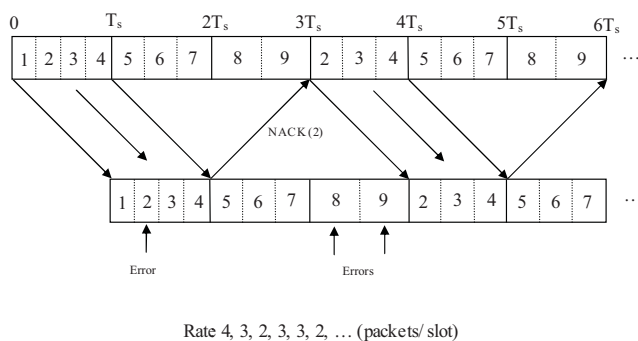 0 Tₛ 2Tₛ 3Tₛ 4Tₛ 5Tₛ 6Tₛ
1 2 3 4 5 6 7 8 9 2 3 4 5 6 7 8 9 ...
NACK (2)
1 2 3 4 5 6 7 8 9 2 3 4 5 6 7 ...
Error Errors
Rate 4, 3, 2, 3, 3, 2, ... (packets/ slot)